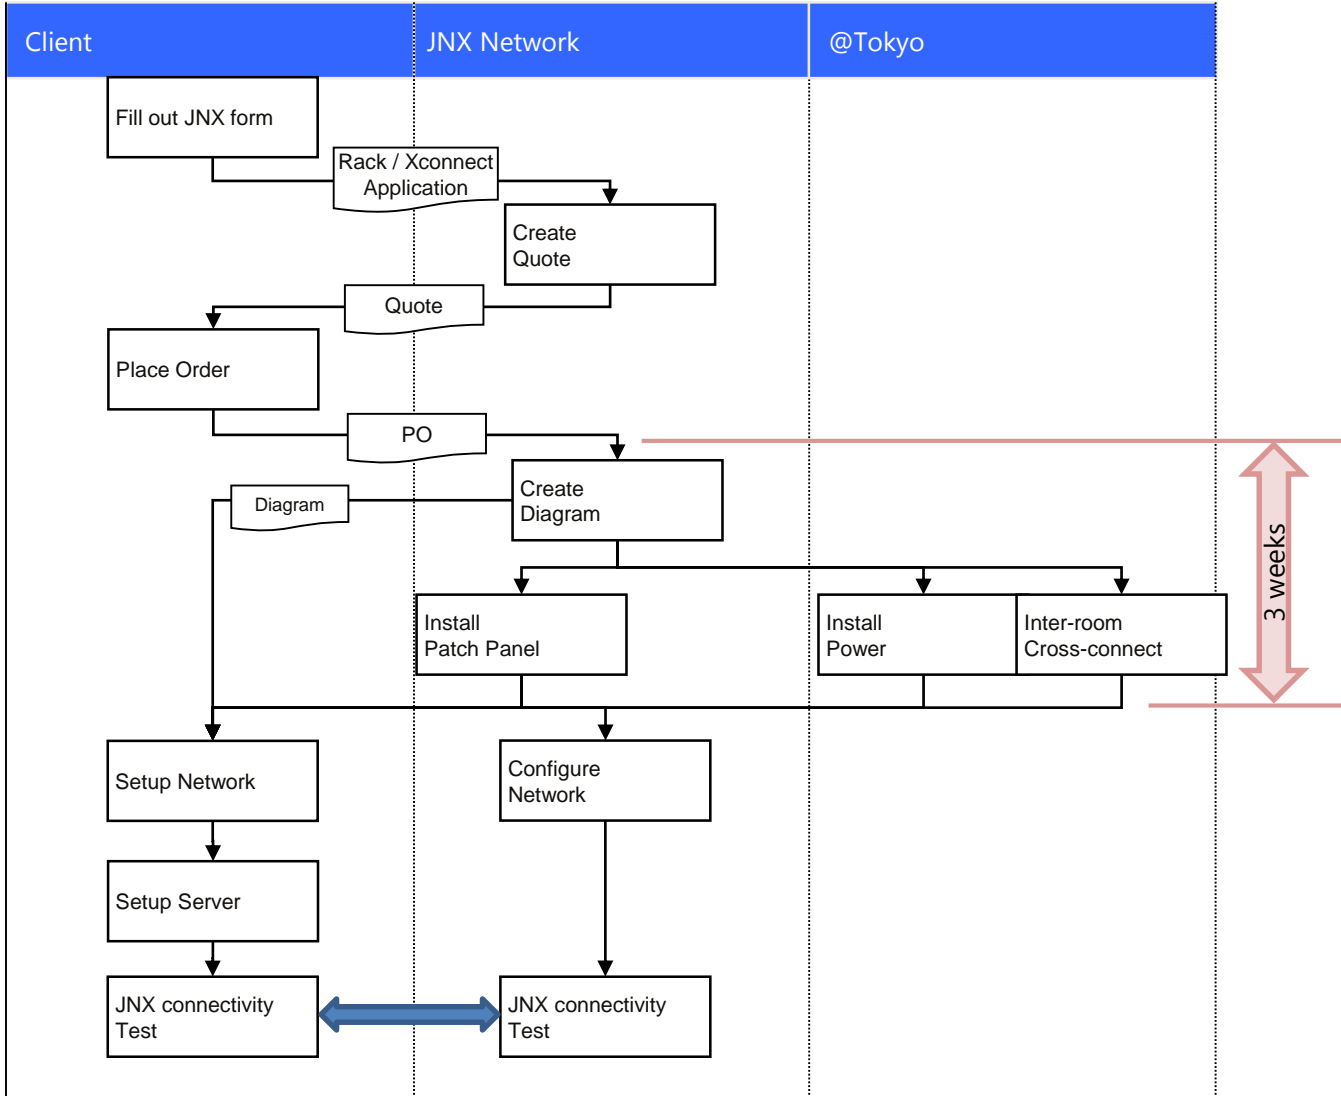 Client
JNX Network
@Tokyo
Fill out JNX form
Rack / Xconnect
Application
Create
Quote
Quote
Place Order
PO
Create
Diagram
Diagram
3 weeks
Install
Patch Panel
Install
Power
Inter-room
Cross-connect
Setup Network
Configure
Network
Setup Server
JNX connectivity
Test
JNX connectivity
Test